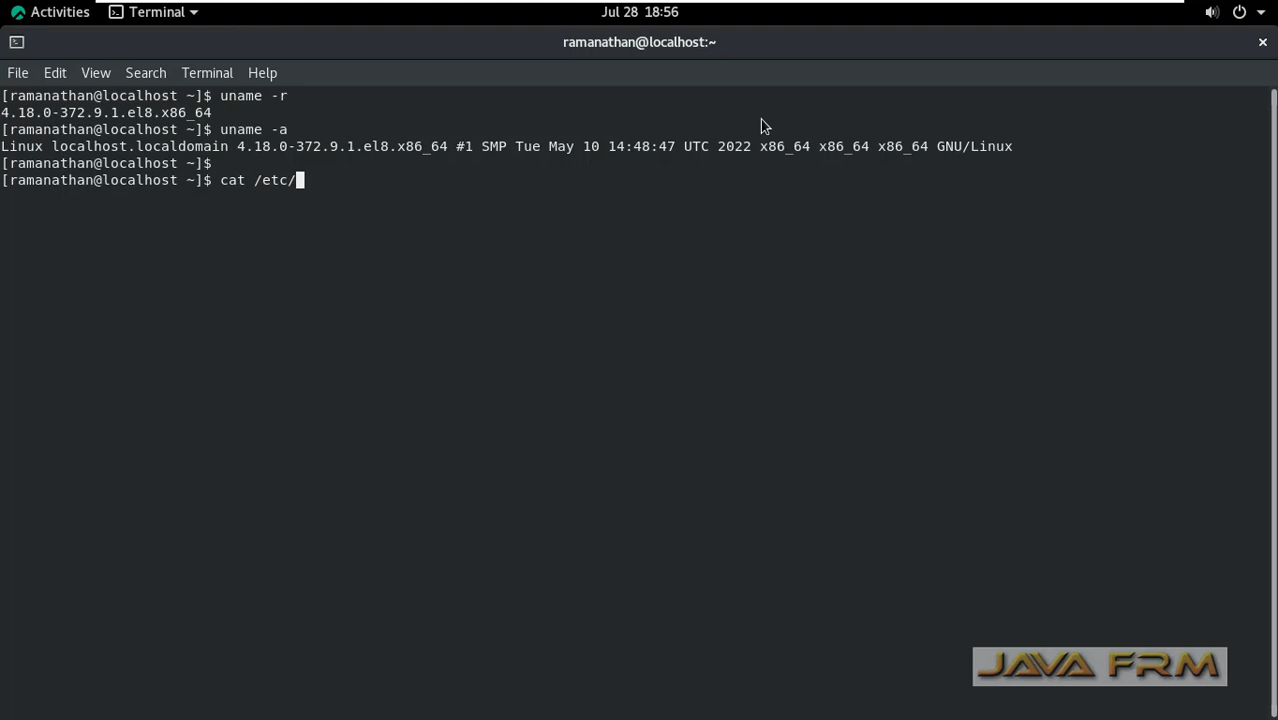 Activities Terminal Jul 28 18:56
ramanathan@localhost:~ ×
File Edit View Search Terminal Help
[ramanathan@localhost ~]$ uname -r
4.18.0-372.9.1.el8.x86_64
[ramanathan@localhost ~]$ uname -a
Linux localhost.localdomain 4.18.0-372.9.1.el8.x86_64 #1 SMP Tue May 10 14:48:47 UTC 2022 x86_64 x86_64 x86_64 GNU/Linux
[ramanathan@localhost ~]$
[ramanathan@localhost ~]$ cat /etc/
JAVA FRM